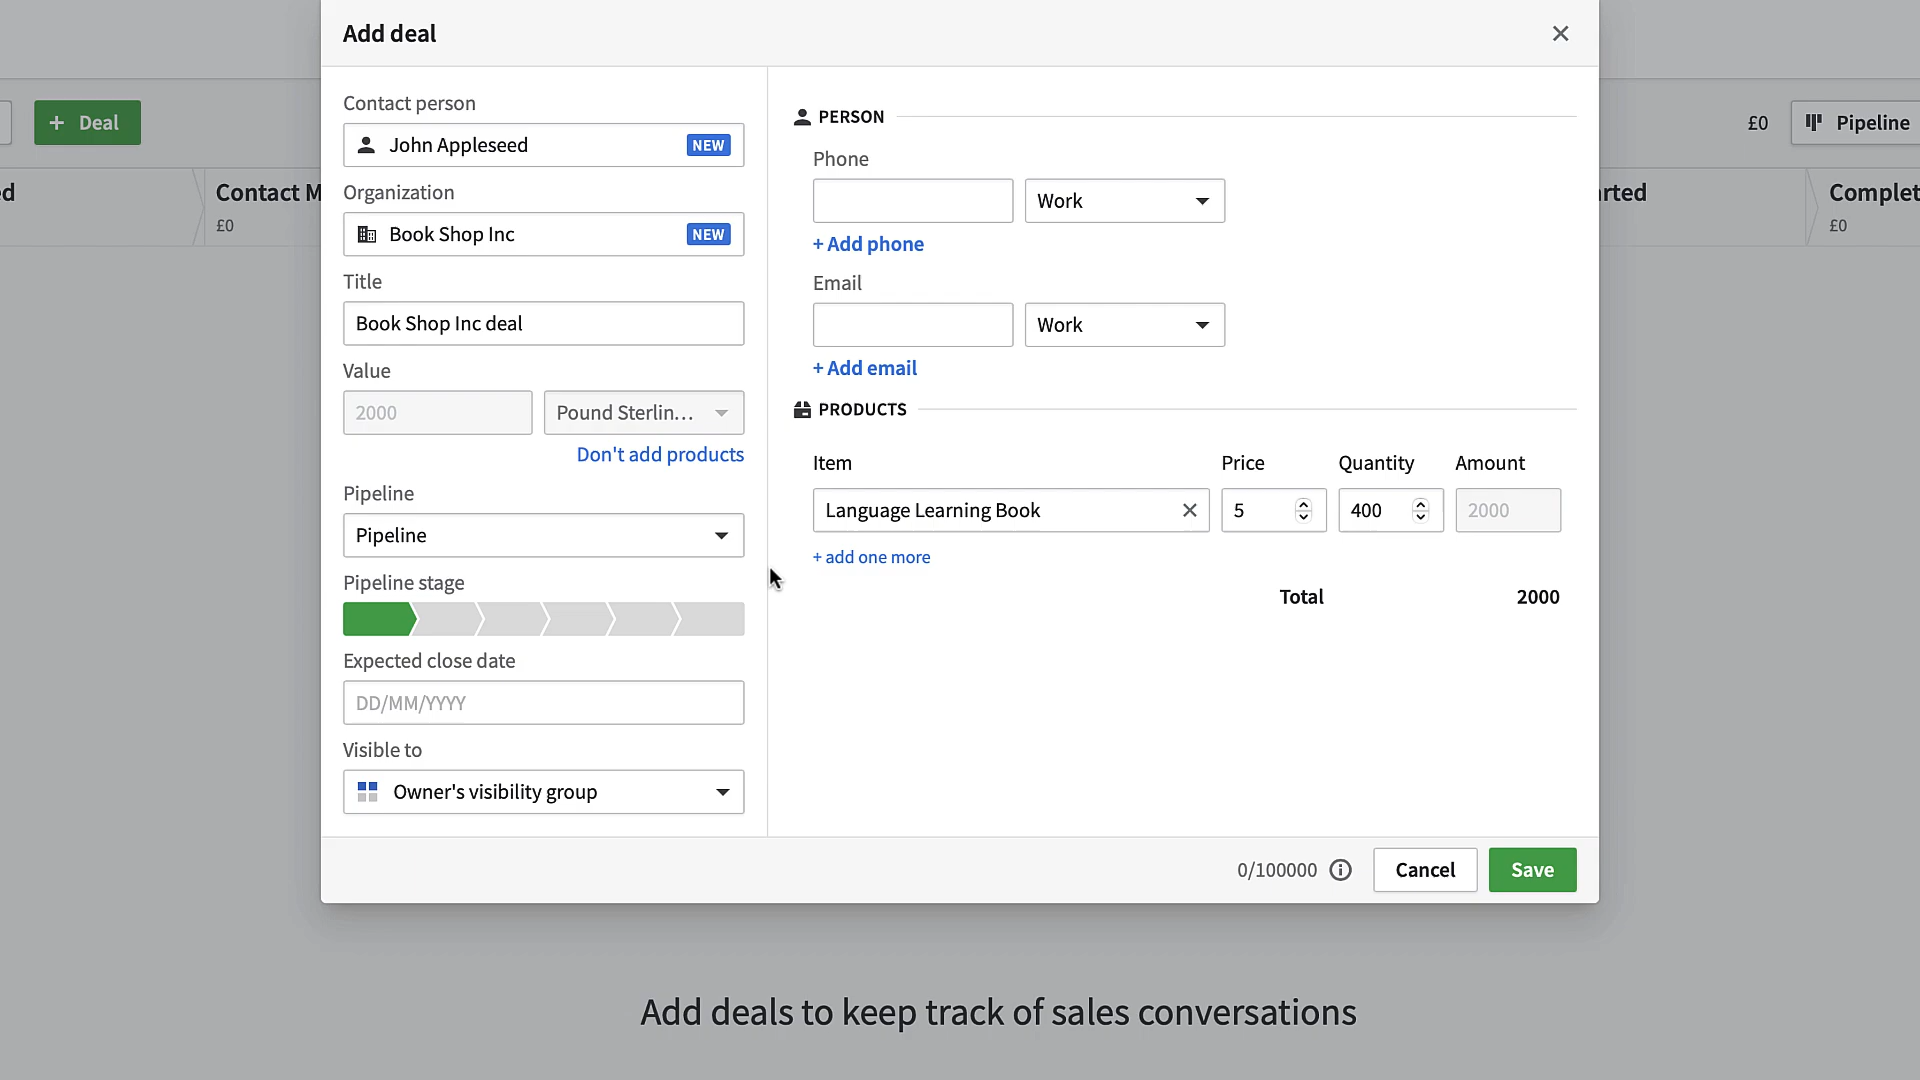 Add deal
+ Deal
£0
Pipeline
Contact M
£0
Complet
£0
Contact person
John Appleseed
NEW
Organization
Book Shop Inc
NEW
Title
Book Shop Inc deal
Value
2000
Pound Sterlin...
Don't add products
Pipeline
Pipeline
Pipeline stage
Expected close date
DD/MM/YYYY
Visible to
Owner's visibility group
PERSON
Phone
Work
+ Add phone
Email
Work
+ Add email
PRODUCTS
Item Price Quantity Amount
Language Learning Book 5 400 2000
+ add one more
Total 2000
0/100000
Cancel
Save
Add deals to keep track of sales conversations